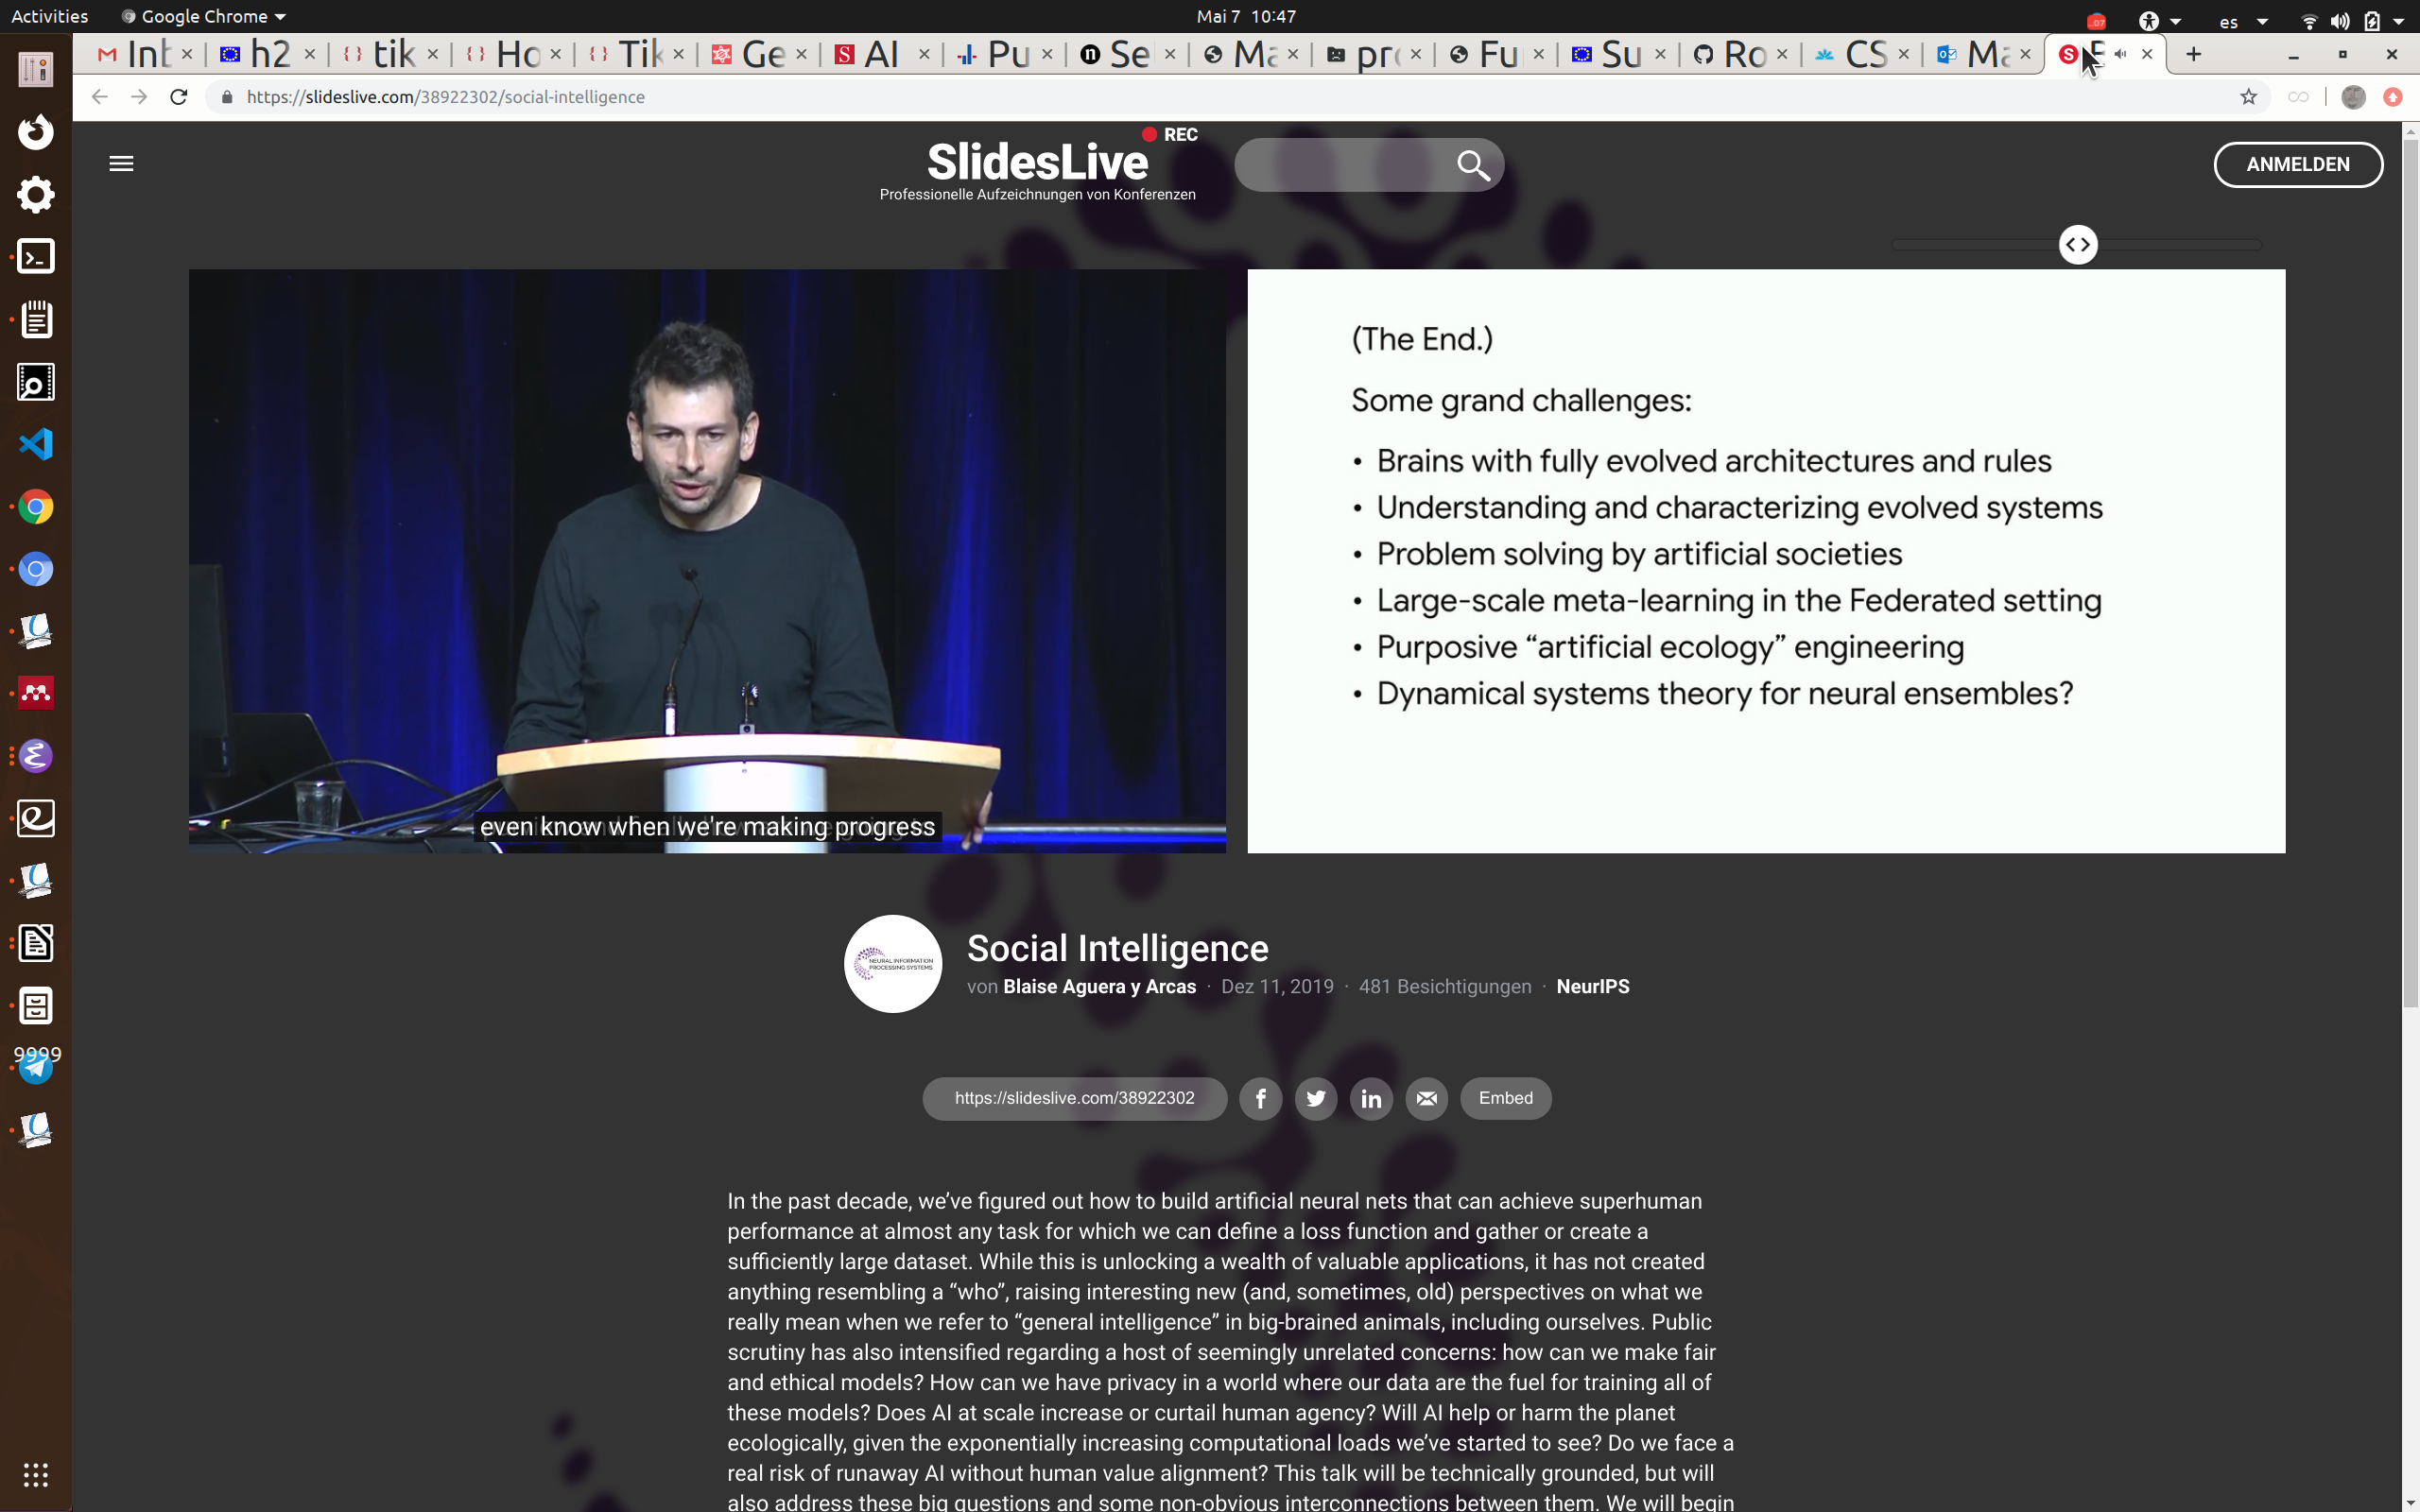 Activities
Google Chrome
Mai 7 10:47
es
Inb
h2
tik
Ho
Tik
Ge
AI
Pu
Se
Ma
pro
Fu
Su
Ro
CS
Ma
https://slideslive.com/38922302/social-intelligence
REC
SlidesLive
Professionelle Aufzeichnungen von Konferenzen
ANMELDEN
even know when we're making progress
(The End.)
Some grand challenges:
• Brains with fully evolved architectures and rules
• Understanding and characterizing evolved systems
• Problem solving by artificial societies
• Large-scale meta-learning in the Federated setting
• Purposive “artificial ecology” engineering
• Dynamical systems theory for neural ensembles?
NEURAL INFORMATION
PROCESSING SYSTEMS
Social Intelligence
von Blaise Aguera y Arcas · Dez 11, 2019 · 481 Besichtigungen · NeurIPS
9999
https://slideslive.com/38922302
Embed
In the past decade, we’ve figured out how to build artificial neural nets that can achieve superhuman
performance at almost any task for which we can define a loss function and gather or create a
sufficiently large dataset. While this is unlocking a wealth of valuable applications, it has not created
anything resembling a “who”, raising interesting new (and, sometimes, old) perspectives on what we
really mean when we refer to “general intelligence” in big-brained animals, including ourselves. Public
scrutiny has also intensified regarding a host of seemingly unrelated concerns: how can we make fair
and ethical models? How can we have privacy in a world where our data are the fuel for training all of
these models? Does AI at scale increase or curtail human agency? Will AI help or harm the planet
ecologically, given the exponentially increasing computational loads we’ve started to see? Do we face a
real risk of runaway AI without human value alignment? This talk will be technically grounded, but will
also address these big questions and some non-obvious interconnections between them. We will begin